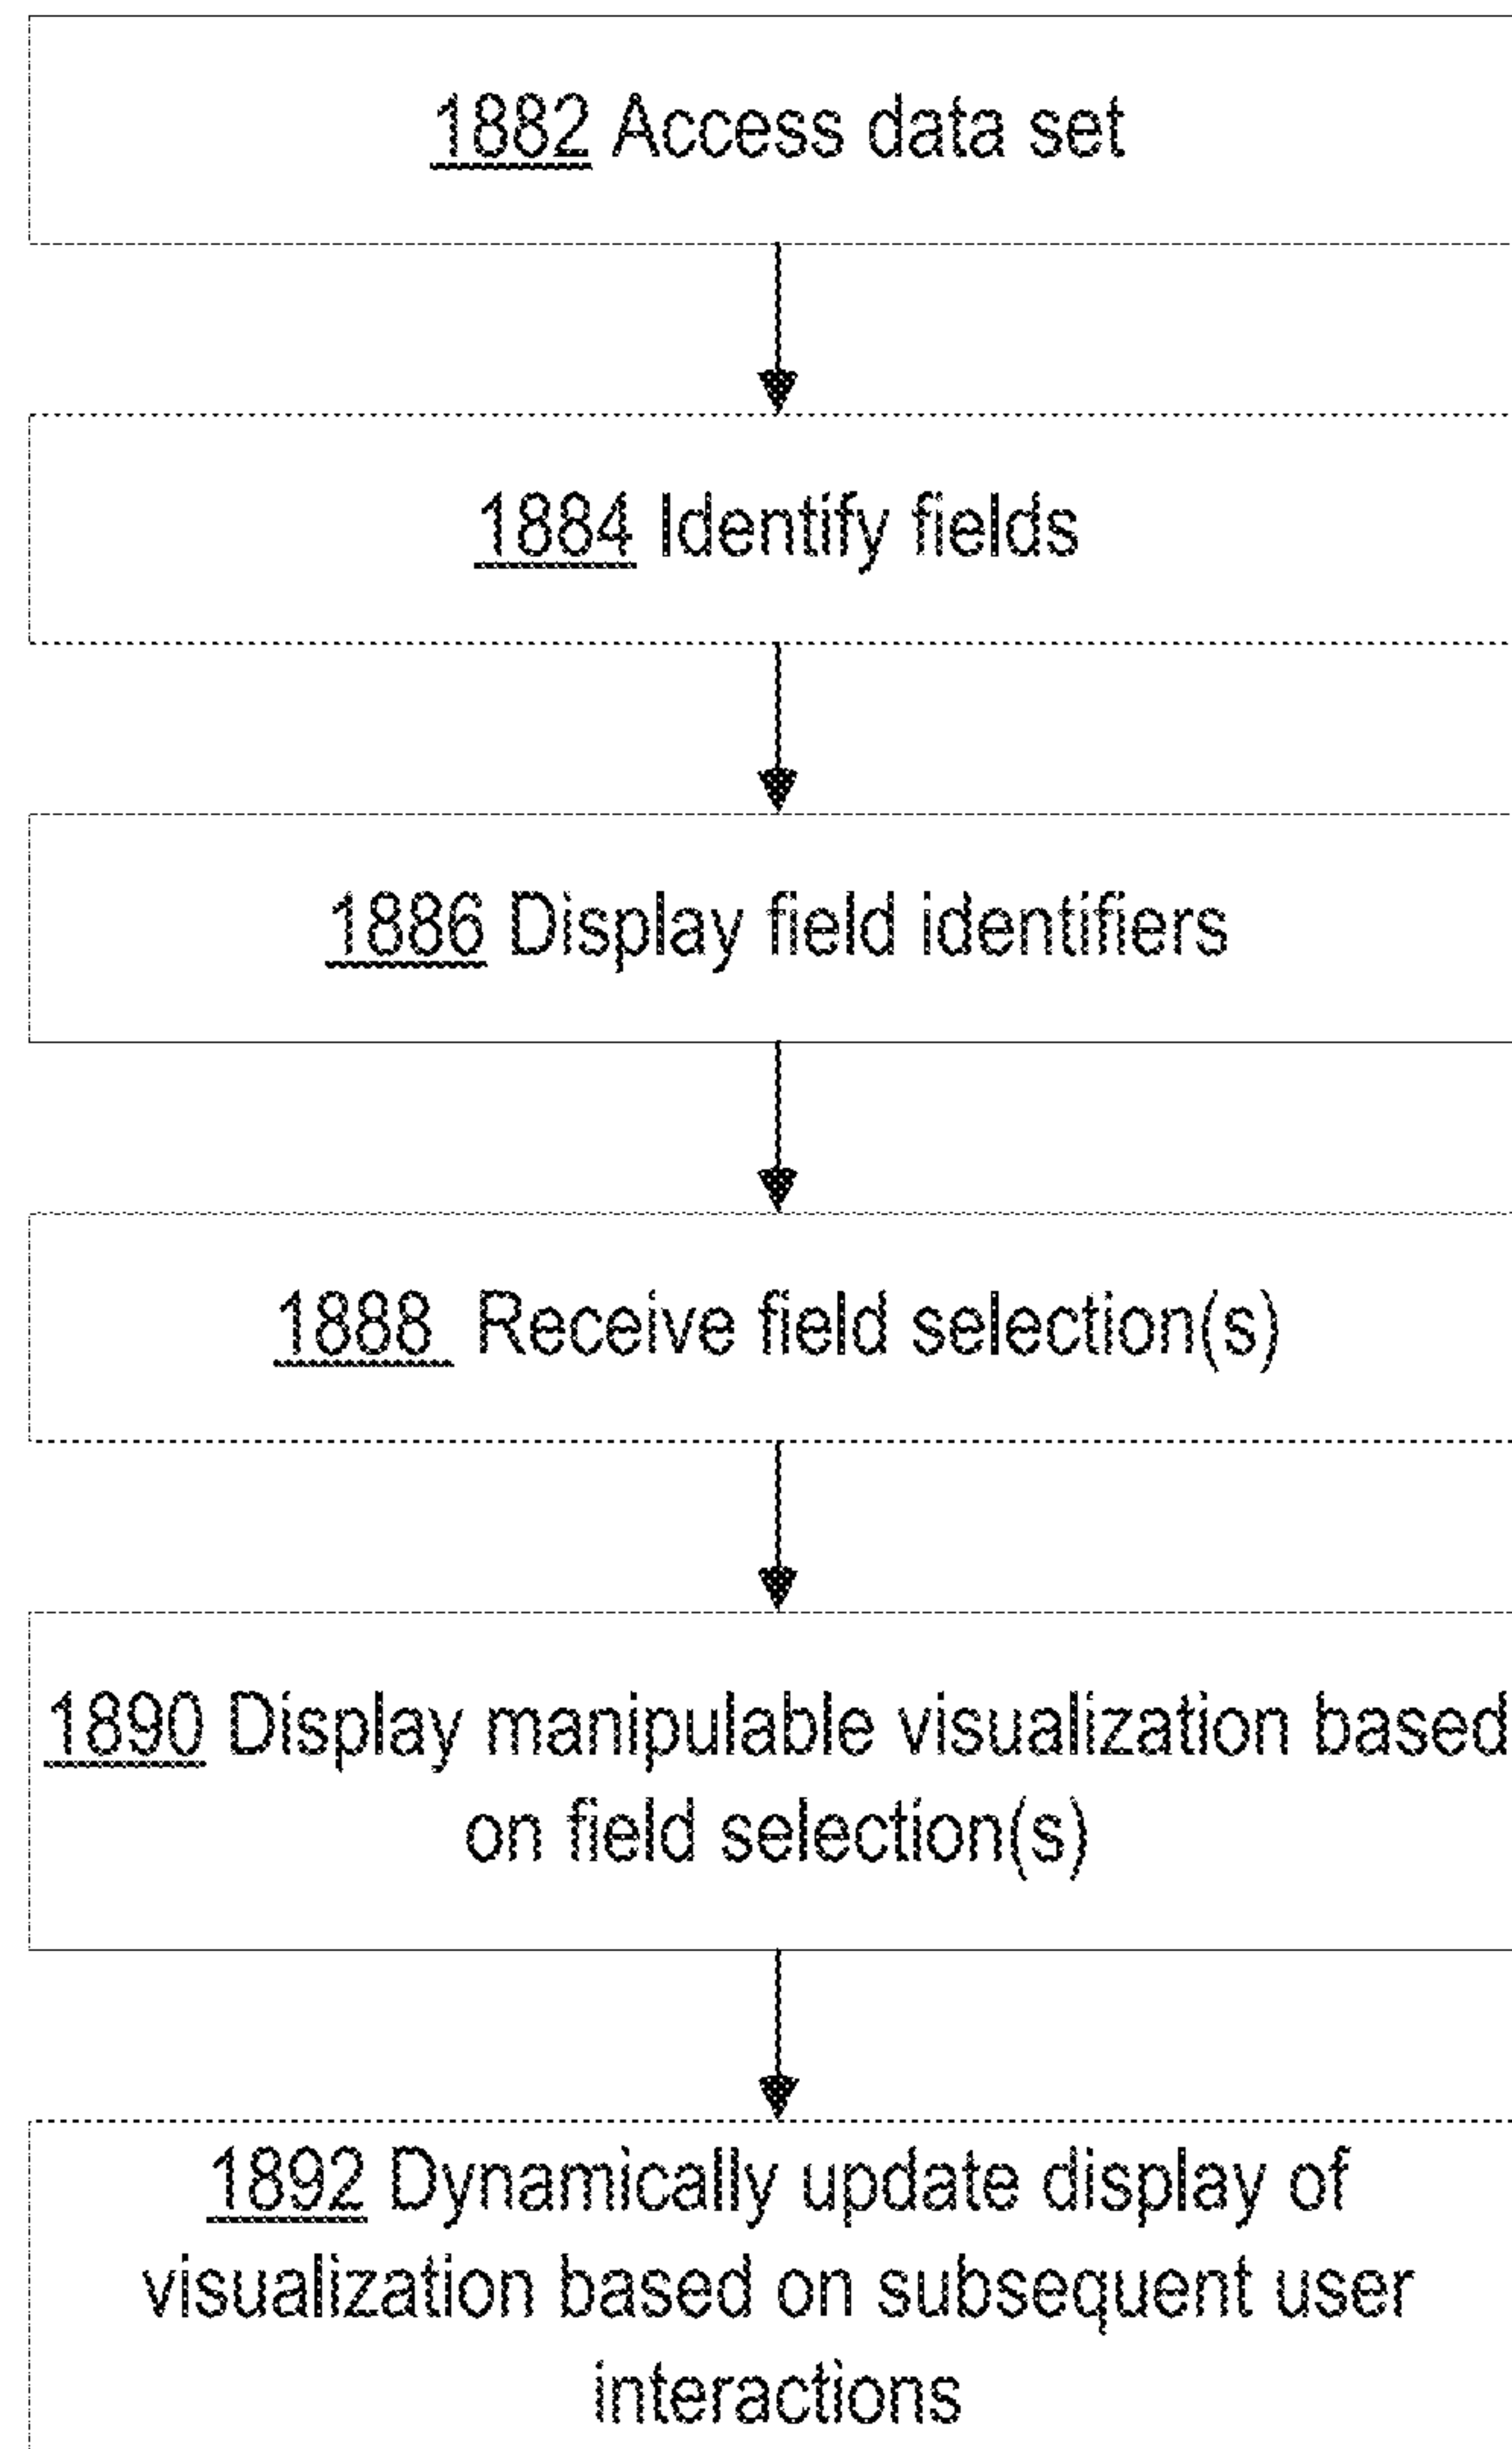 1882 Access data set
1884 Identify fields
1886 Display field identifiers
1888 Receive field selection(s)
1890 Display manipulable visualization based
on field selection(s)
1892 Dynamically update display of
visualization based on subsequent user
interactions